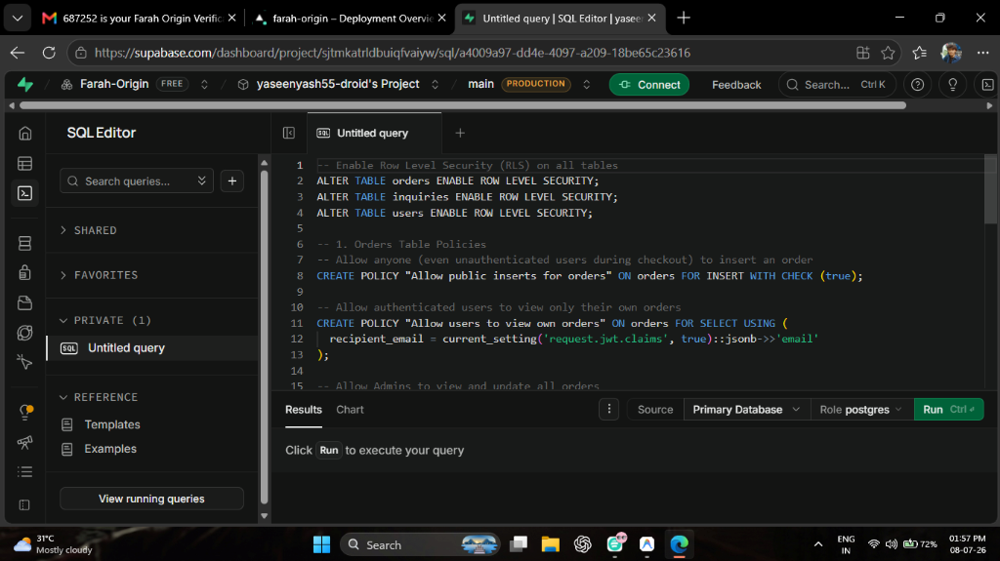 687252 is your Farah Origin Verific
farah-origin – Deployment Overvie
Untitled query | SQL Editor | yasee
https://supabase.com/dashboard/project/sjtmkatrldbuiqfvaiyw/sql/a4009a97-dd4e-4097-a209-18be65c23616
Farah-Origin FREE yaseenyash55-droid's Project main PRODUCTION Connect Feedback Search... Ctrl K
SQL Editor
Untitled query
Search queries...
SHARED
FAVORITES
PRIVATE (1)
SQL Untitled query
REFERENCE
Templates
Examples
View running queries
1 -- Enable Row Level Security (RLS) on all tables
2 ALTER TABLE orders ENABLE ROW LEVEL SECURITY;
3 ALTER TABLE inquiries ENABLE ROW LEVEL SECURITY;
4 ALTER TABLE users ENABLE ROW LEVEL SECURITY;
5
6 -- 1. Orders Table Policies
7 -- Allow anyone (even unauthenticated users during checkout) to insert an order
8 CREATE POLICY "Allow public inserts for orders" ON orders FOR INSERT WITH CHECK (true);
9
10 -- Allow authenticated users to view only their own orders
11 CREATE POLICY "Allow users to view own orders" ON orders FOR SELECT USING (
12 recipient_email = current_setting('request.jwt.claims', true)::jsonb->>'email'
13 );
14
15 -- Allow Admins to view and update all orders
Results Chart Source Primary Database Role postgres Run Ctrl
Click Run to execute your query
31°C
Mostly cloudy
Search
ENG
IN
72%
01:57 PM
08-07-26